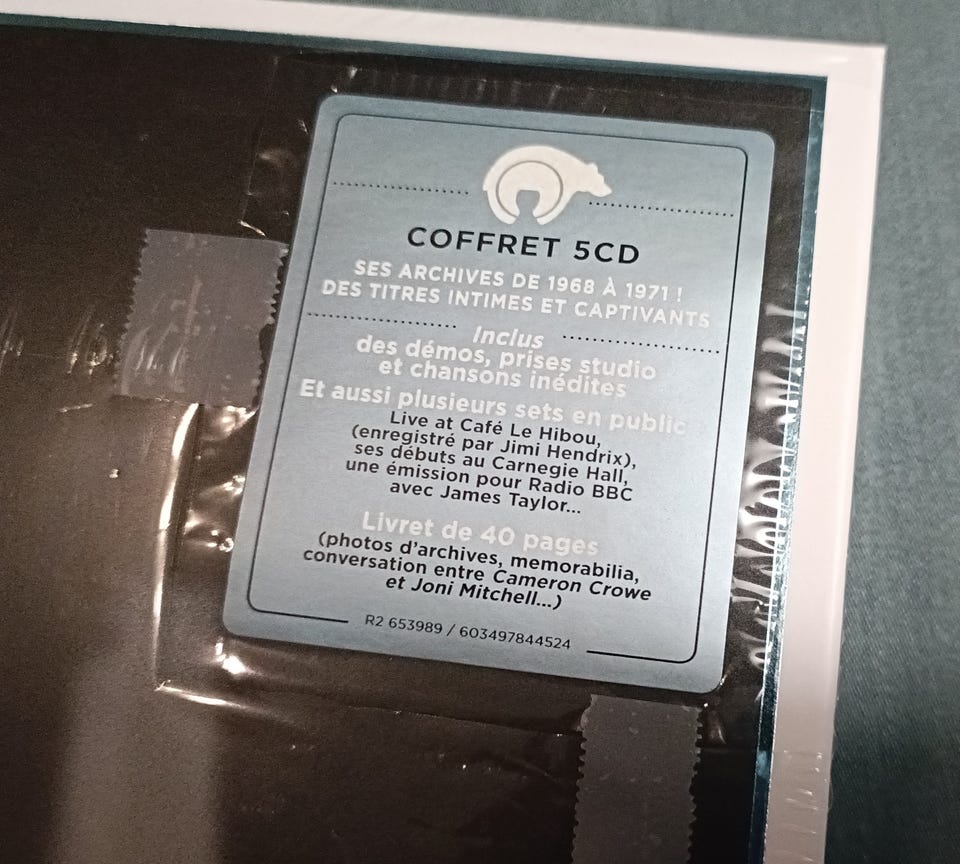 COFFRET 5CD
SES ARCHIVES DE 1968 À 1971 !
DES TITRES INTIMES ET CAPTIVANTS
Inclus
des démos, prises studio
et chansons inédites
Et aussi plusieurs sets en public
Live at Café Le Hibou,
(enregistré par Jimi Hendrix),
ses débuts au Carnegie Hall,
une émission pour Radio BBC
avec James Taylor...
Livret de 40 pages
(photos d'archives, memorabilia,
conversation entre Cameron Crowe
et Joni Mitchell...)
R2 653989 / 603497844524